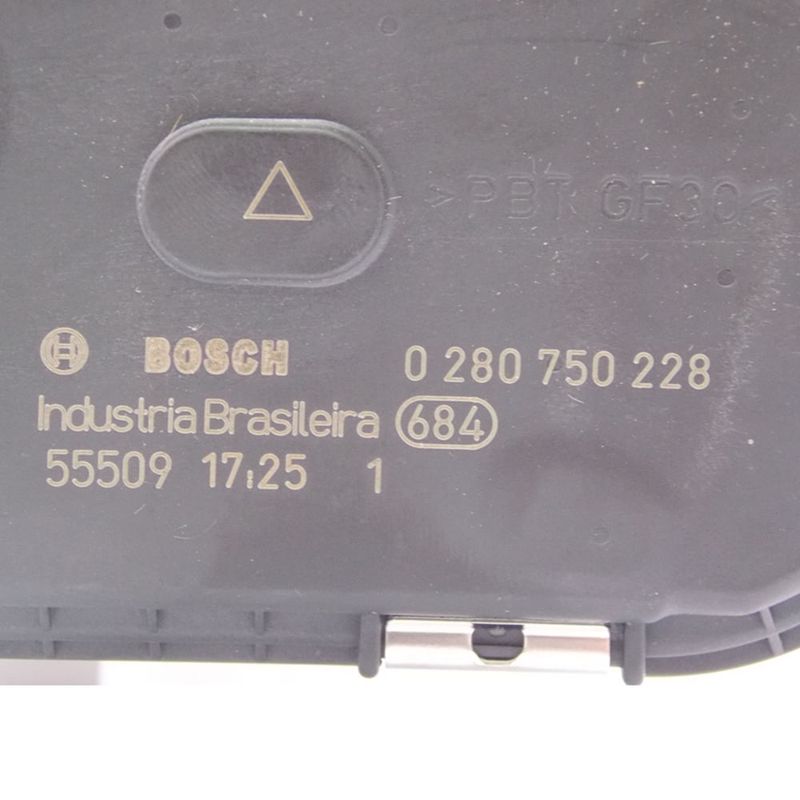 >PBT GF30<
BOSCH 0 280 750 228
Industria Brasileira 684
55509 17:25 1